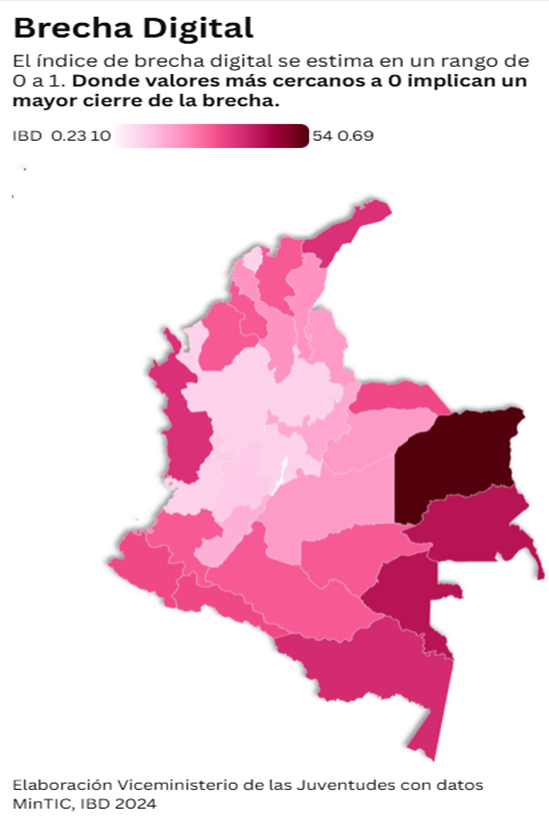 Brecha Digital
El índice de brecha digital se estima en un rango de
0 a 1. Donde valores más cercanos a 0 implican un
mayor cierre de la brecha.
IBD 0.23 10 54 0.69
Elaboración Viceministerio de las Juventudes con datos
MinTIC, IBD 2024